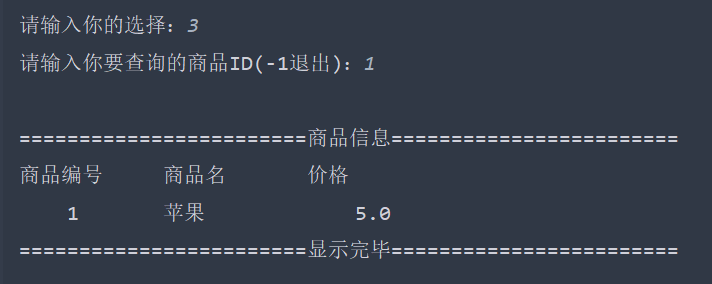 请输入你的选择：3
请输入你要查询的商品ID(-1退出)：1
========================商品信息========================
商品编号     商品名       价格
    1       苹果            5.0
========================显示完毕========================